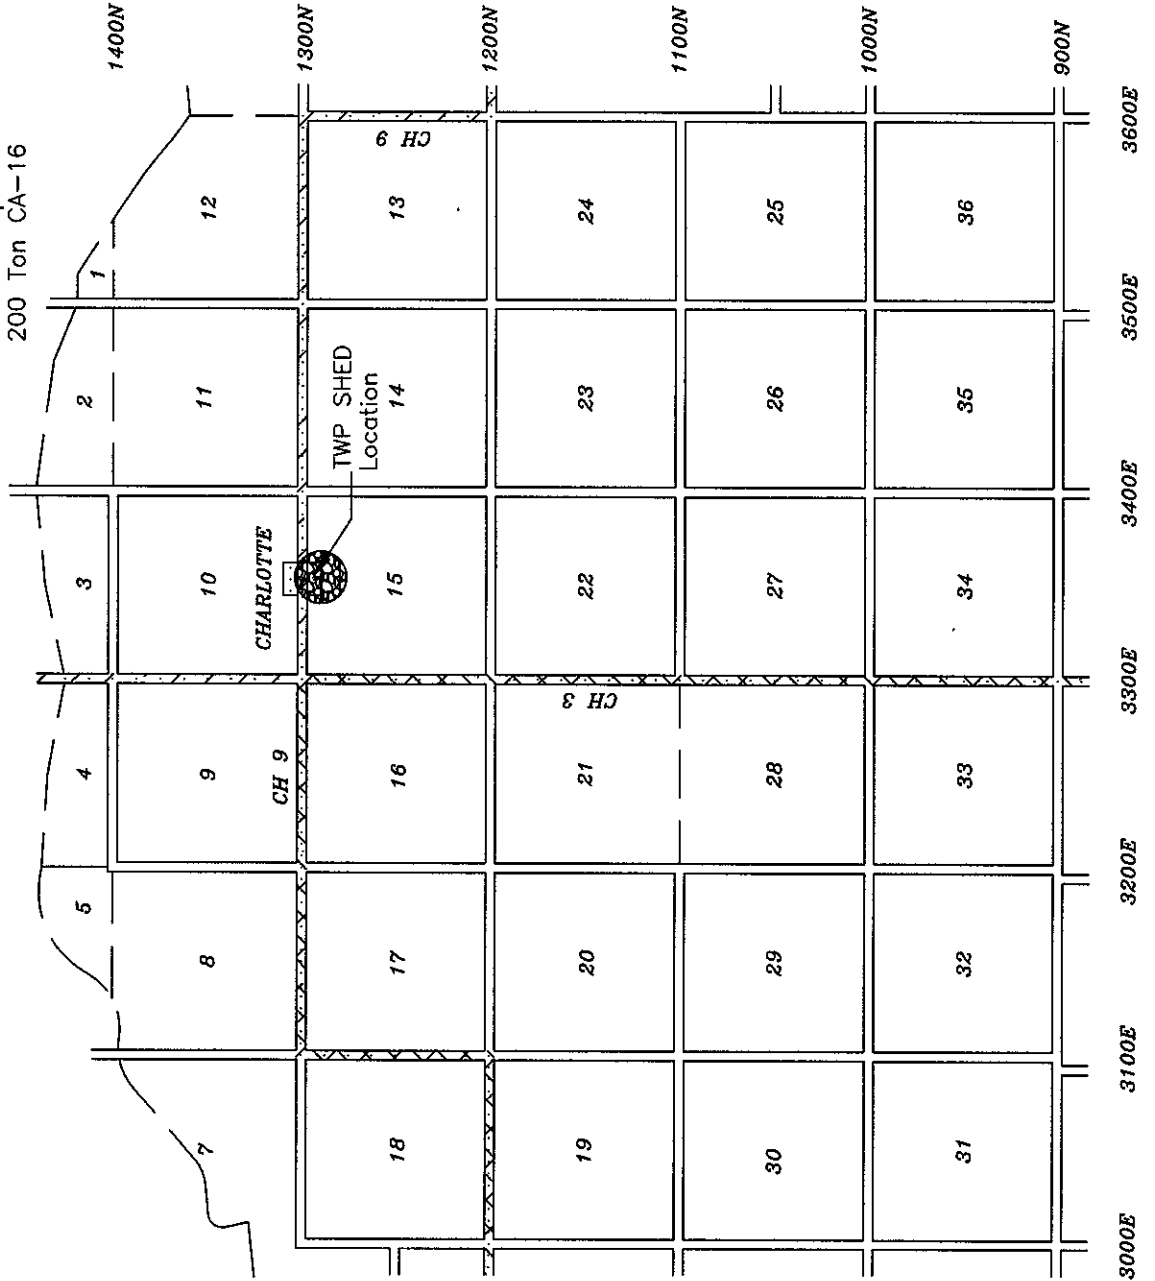 200 Ton CA-16
1400N
5
4
3
2
1
7
8
9
10
11
12
CHARLOTTE
CH 9
1300N
TWP SHED
Location
CH 9
18
17
16
15
14
13
1200N
CH 3
19
20
21
22
23
24
1100N
30
29
28
27
26
25
1000N
31
32
33
34
35
36
900N
3000E
3100E
3200E
3300E
3400E
3500E
3600E